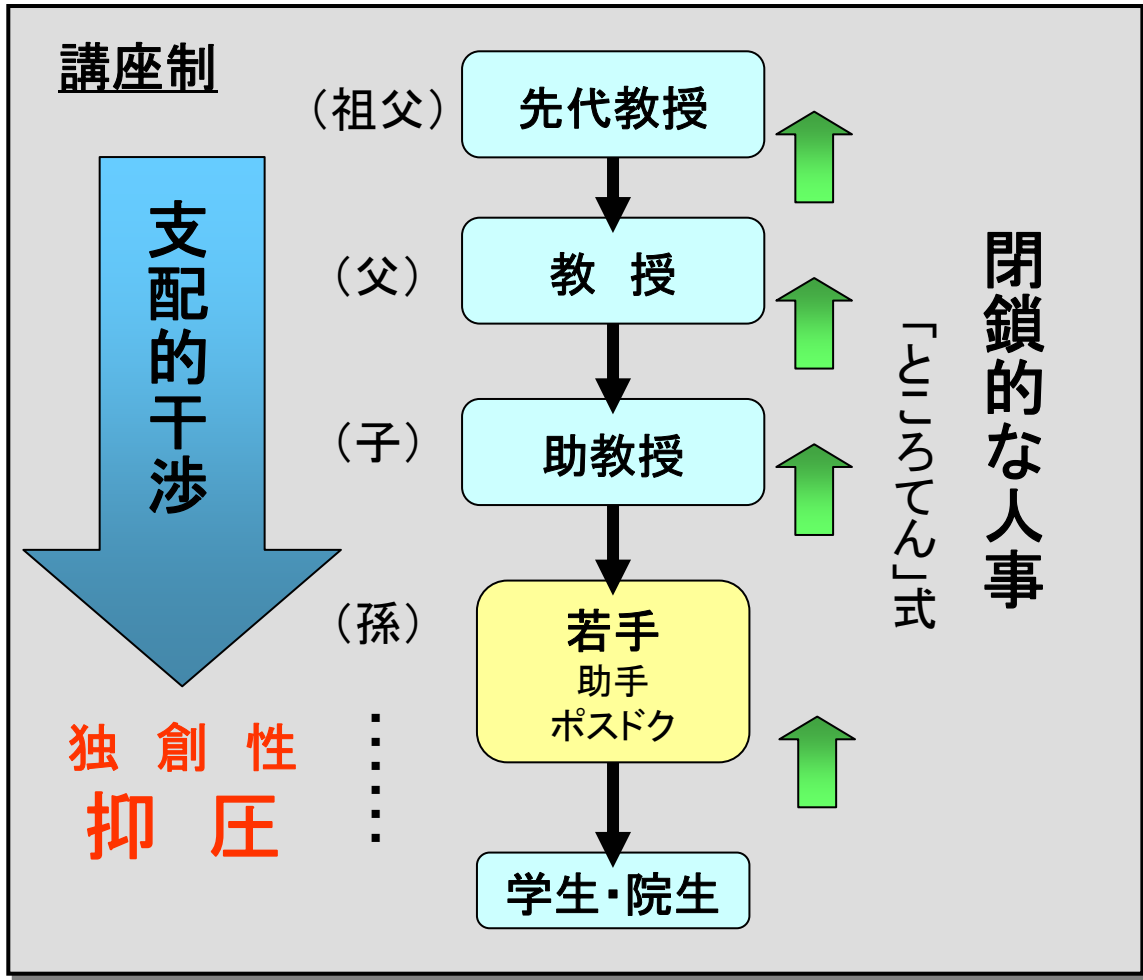 講座制
(祖父)
先代教授
(父)
教 授
(子)
助教授
(孫)
若手
助手
ポスドク
学生・院生
支配的干渉
独 創 性
抑 圧
「ところてん」式
閉鎖的な人事